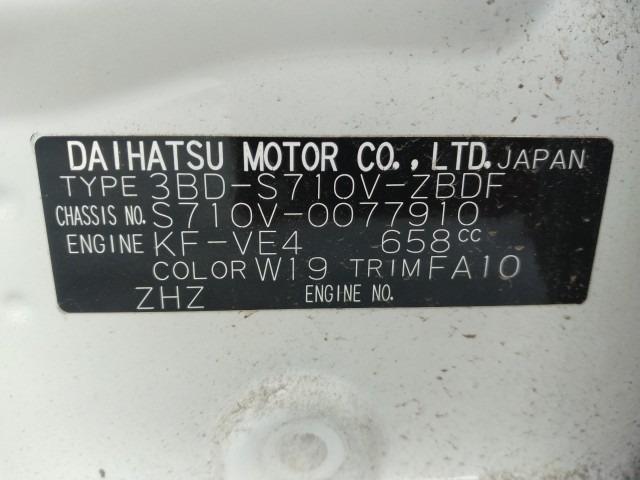 DAIHATSU MOTOR CO., LTD. JAPAN
TYPE 3BD-S710V-ZBDF
CHASSIS NO. S710V-0077910
ENGINE KF-VE4 658cc
COLOR W19 TRIM FA10
ZHZ ENGINE NO.